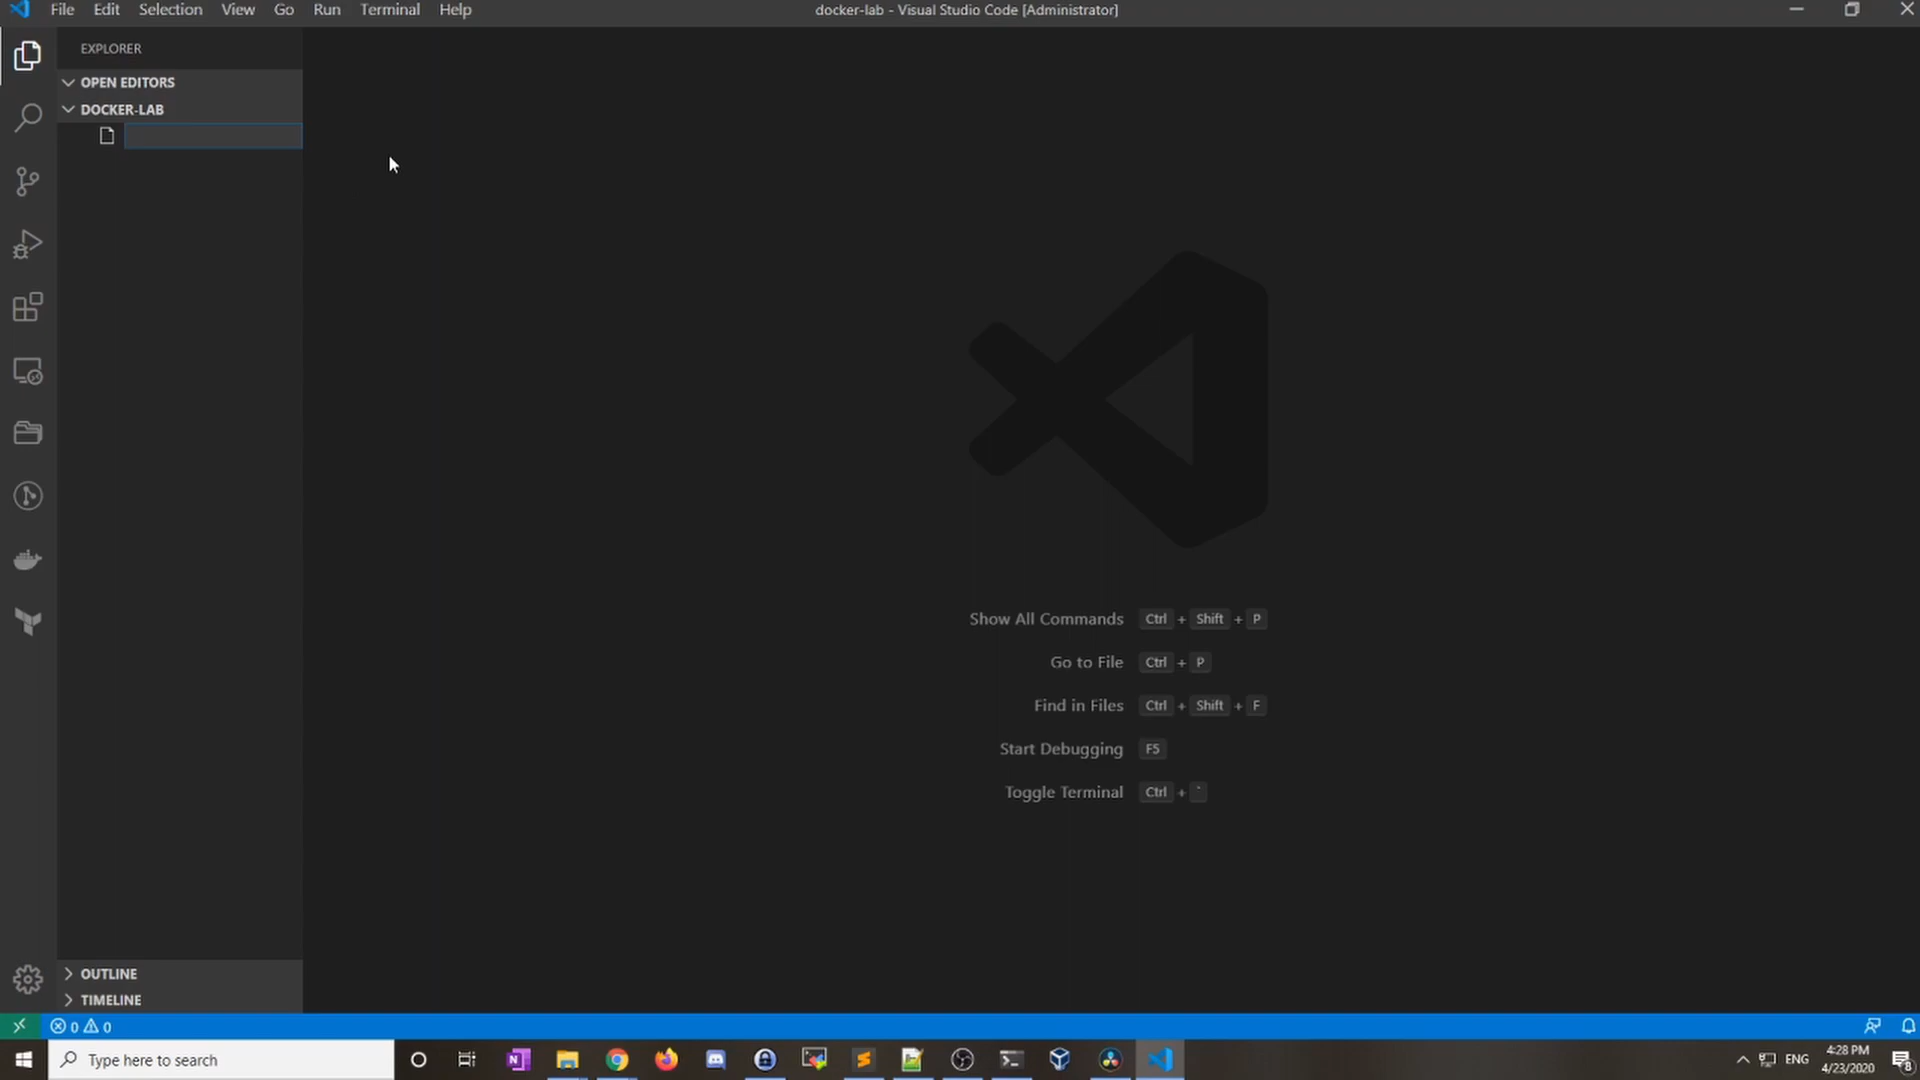 File Edit Selection View Go Run Terminal Help
docker-lab - Visual Studio Code [Administrator]
EXPLORER
OPEN EDITORS
DOCKER-LAB
Show All Commands Ctrl + Shift + P
Go to File Ctrl + P
Find in Files Ctrl + Shift + F
Start Debugging F5
Toggle Terminal Ctrl + `
OUTLINE
TIMELINE
0 0
Type here to search
N
ENG
4:28 PM
4/23/2020
8